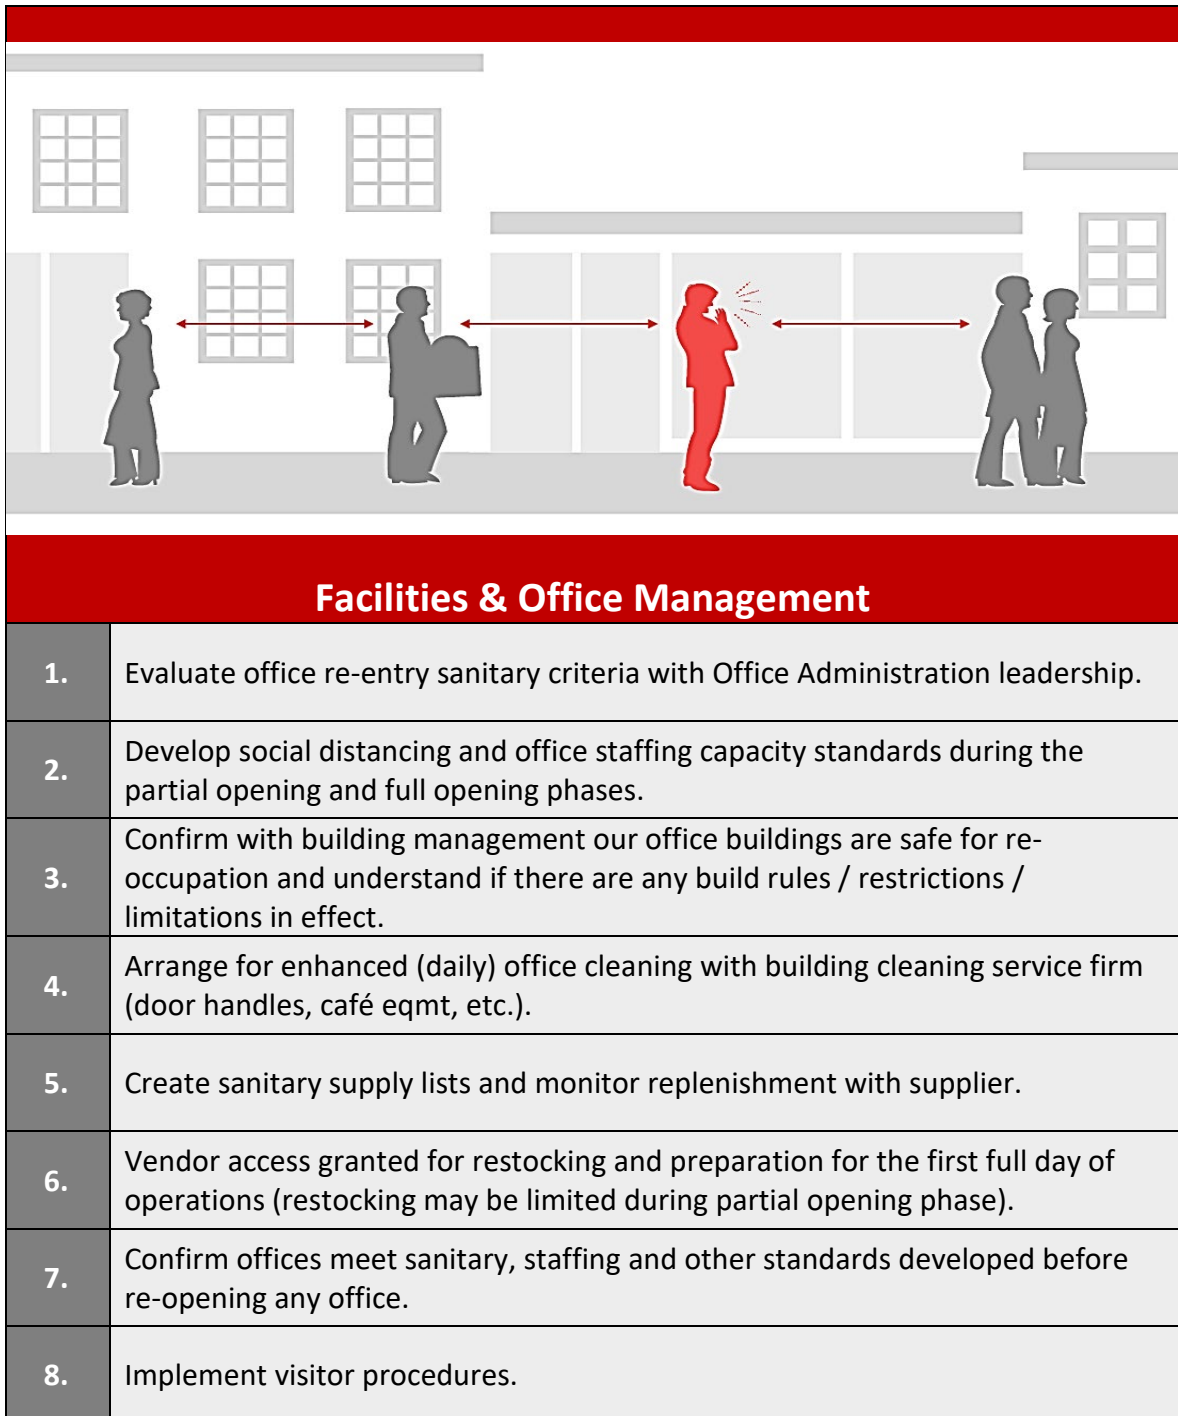 Facilities & Office Management
1.
Evaluate office re-entry sanitary criteria with Office Administration leadership.
2.
Develop social distancing and office staffing capacity standards during the
partial opening and full opening phases.
3.
Confirm with building management our office buildings are safe for re-
occupation and understand if there are any build rules / restrictions /
limitations in effect.
4.
Arrange for enhanced (daily) office cleaning with building cleaning service firm
(door handles, café eqmt, etc.).
5.
Create sanitary supply lists and monitor replenishment with supplier.
6.
Vendor access granted for restocking and preparation for the first full day of
operations (restocking may be limited during partial opening phase).
7.
Confirm offices meet sanitary, staffing and other standards developed before
re-opening any office.
8.
Implement visitor procedures.